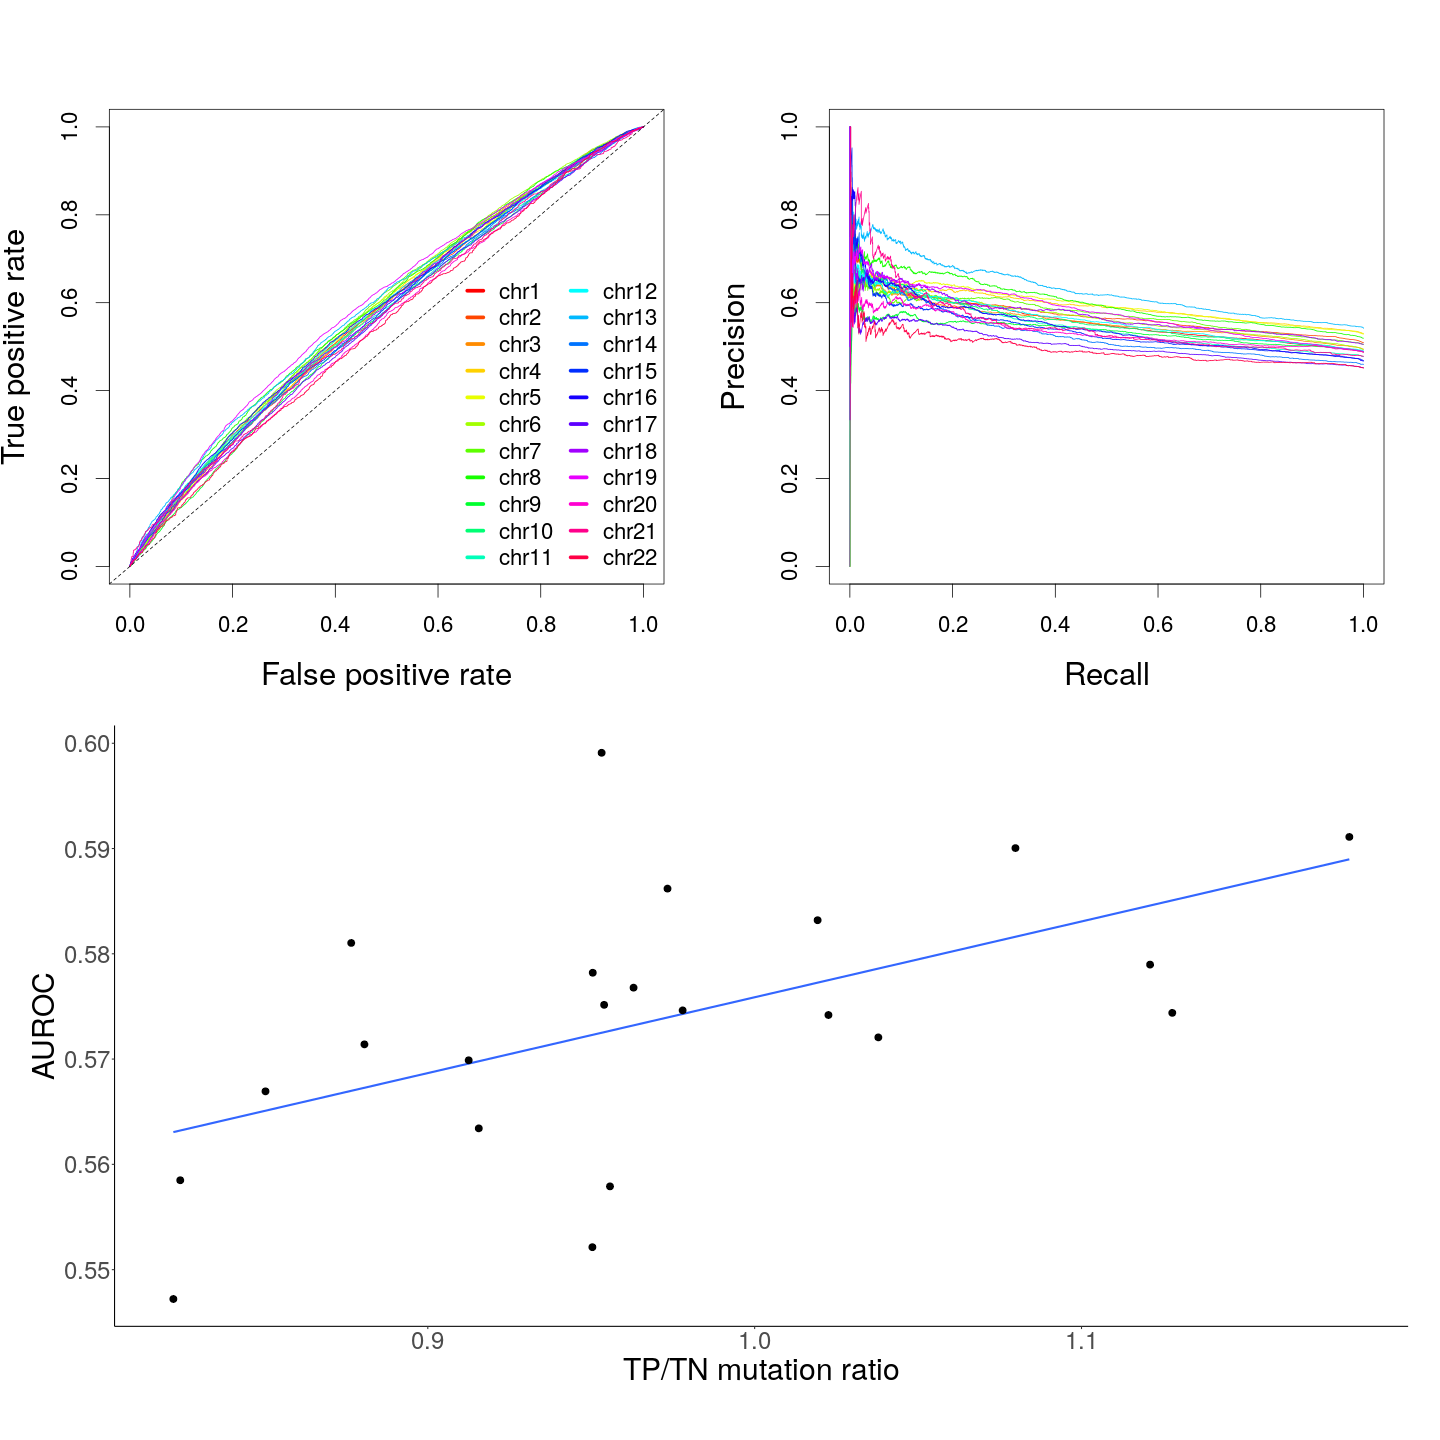 True positive rate
1.0
0.8
0.6
0.4
0.2
0.0
chr1
chr2
chr3
chr4
chr5
chr6
chr7
chr8
chr9
chr10
chr11
chr12
chr13
chr14
chr15
chr16
chr17
chr18
chr19
chr20
chr21
chr22
0.0 0.2 0.4 0.6 0.8 1.0
False positive rate
Precision
1.0
0.8
0.6
0.4
0.2
0.0
0.0 0.2 0.4 0.6 0.8 1.0
Recall
AUROC
0.60
0.59
0.58
0.57
0.56
0.55
0.9 1.0 1.1
TP/TN mutation ratio